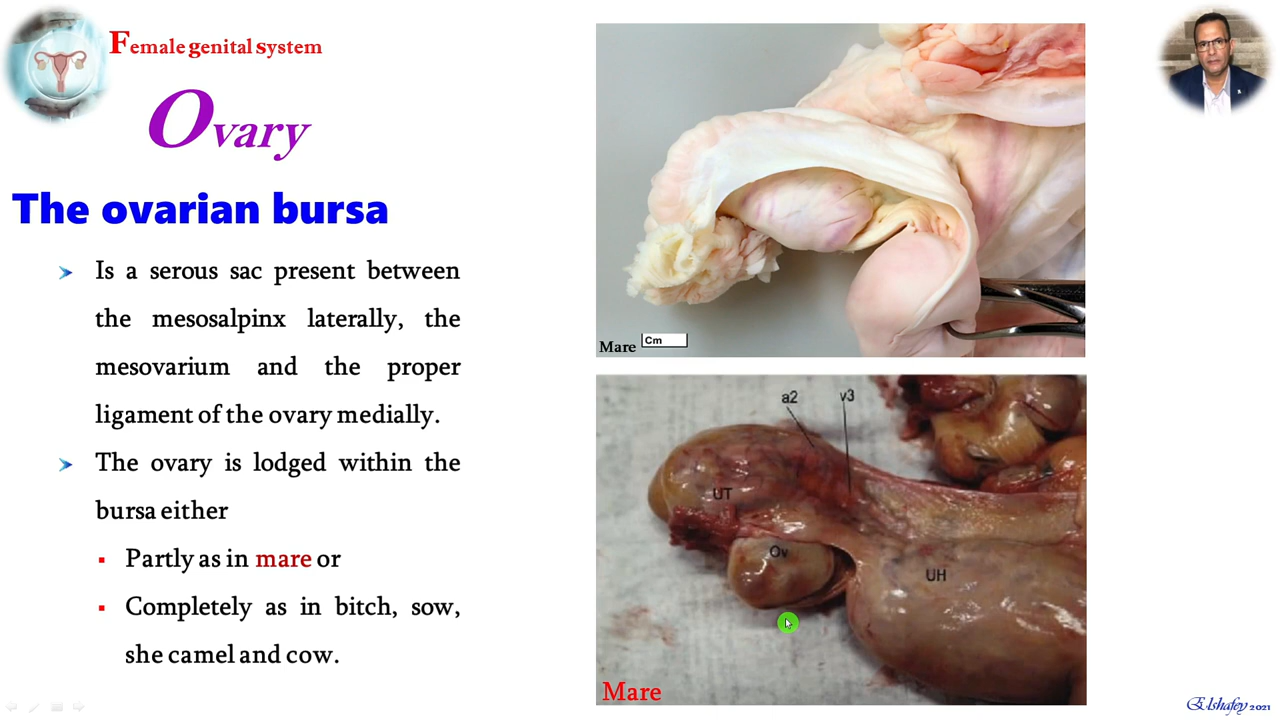 Female genital system
Ovary
The ovarian bursa
Is a serous sac present between
the mesosalpinx laterally, the
mesovarium and the proper
ligament of the ovary medially.
The ovary is lodged within the
bursa either
Partly as in mare or
Completely as in bitch, sow,
she camel and cow.
Mare
Cm
a2
v3
UT
Ov
UH
Mare
Elshafey 2021